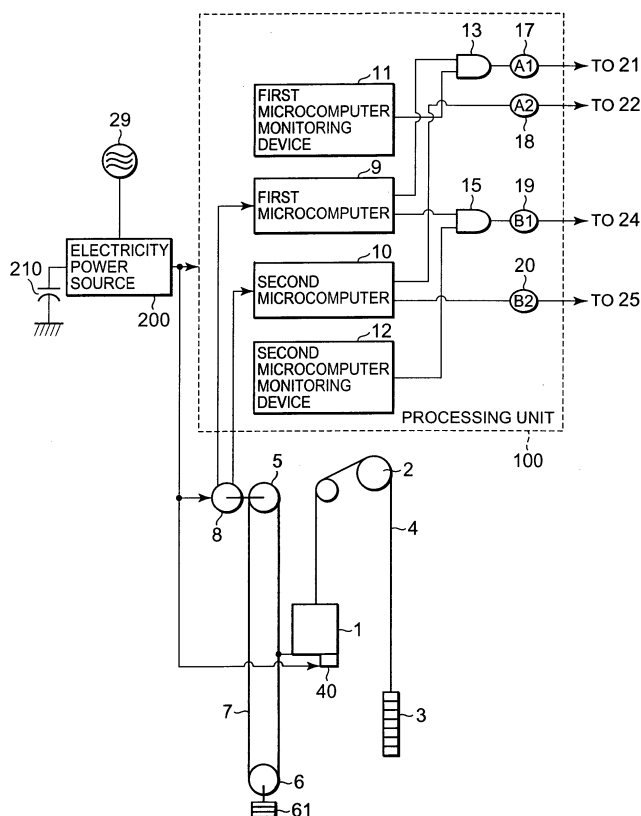 13
17
A1
TO 21
11
FIRST
MICROCOMPUTER
MONITORING
DEVICE
A2
TO 22
18
29
9
FIRST
MICROCOMPUTER
15
19
B1
TO 24
210
ELECTRICITY
POWER
SOURCE
200
10
SECOND
MICROCOMPUTER
20
B2
TO 25
12
SECOND
MICROCOMPUTER
MONITORING
DEVICE
PROCESSING UNIT
100
5
2
8
4
1
40
7
3
6
61